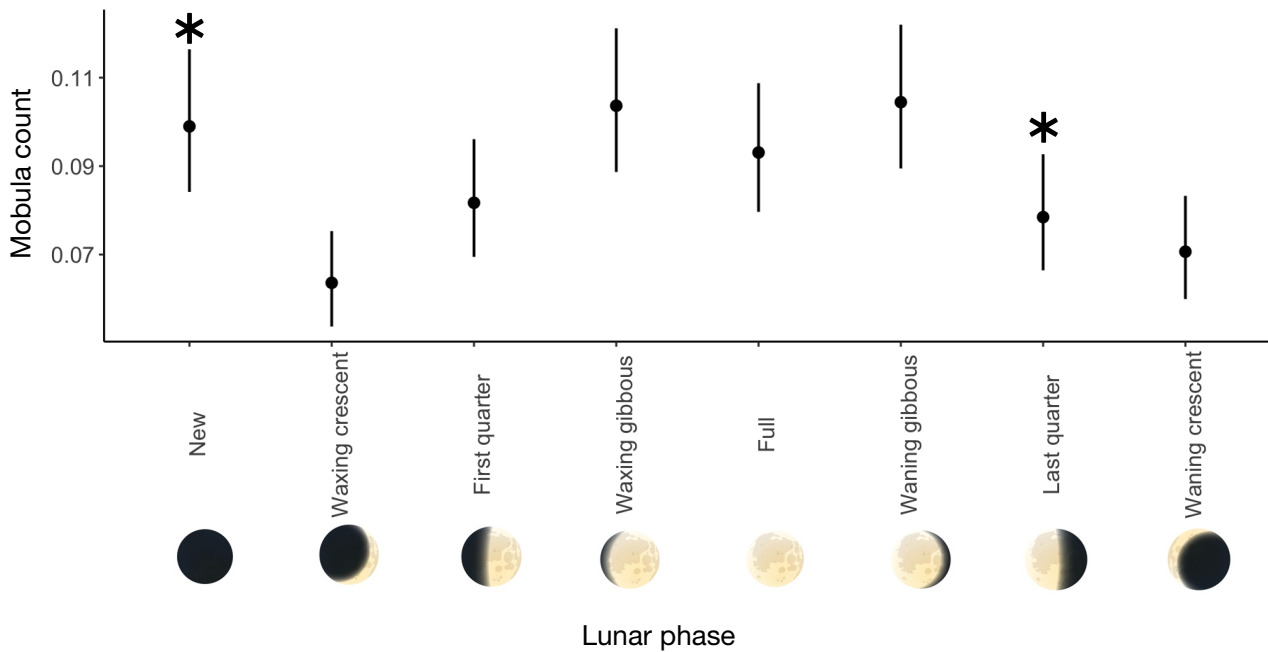 Mobula count
0.11
0.09
0.07
*
*
New
Waxing crescent
First quarter
Waxing gibbous
Full
Waning gibbous
Last quarter
Waning crescent
Lunar phase